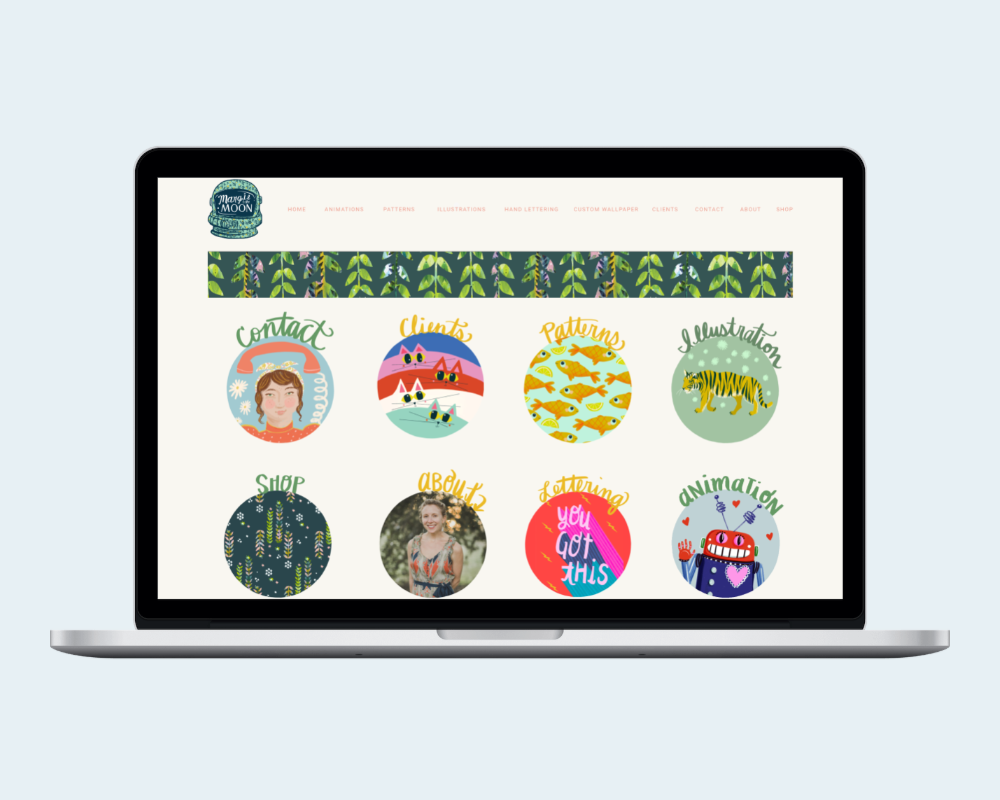 Margie
MOON
HOME ANIMATIONS PATTERNS ILLUSTRATIONS HAND LETTERING CUSTOM WALLPAPER CLIENTS CONTACT ABOUT SHOP
Contact Clients Patterns Illustration
SHOP ABOUT Lettering aNimaTioN
YOU
GOT
tHiS